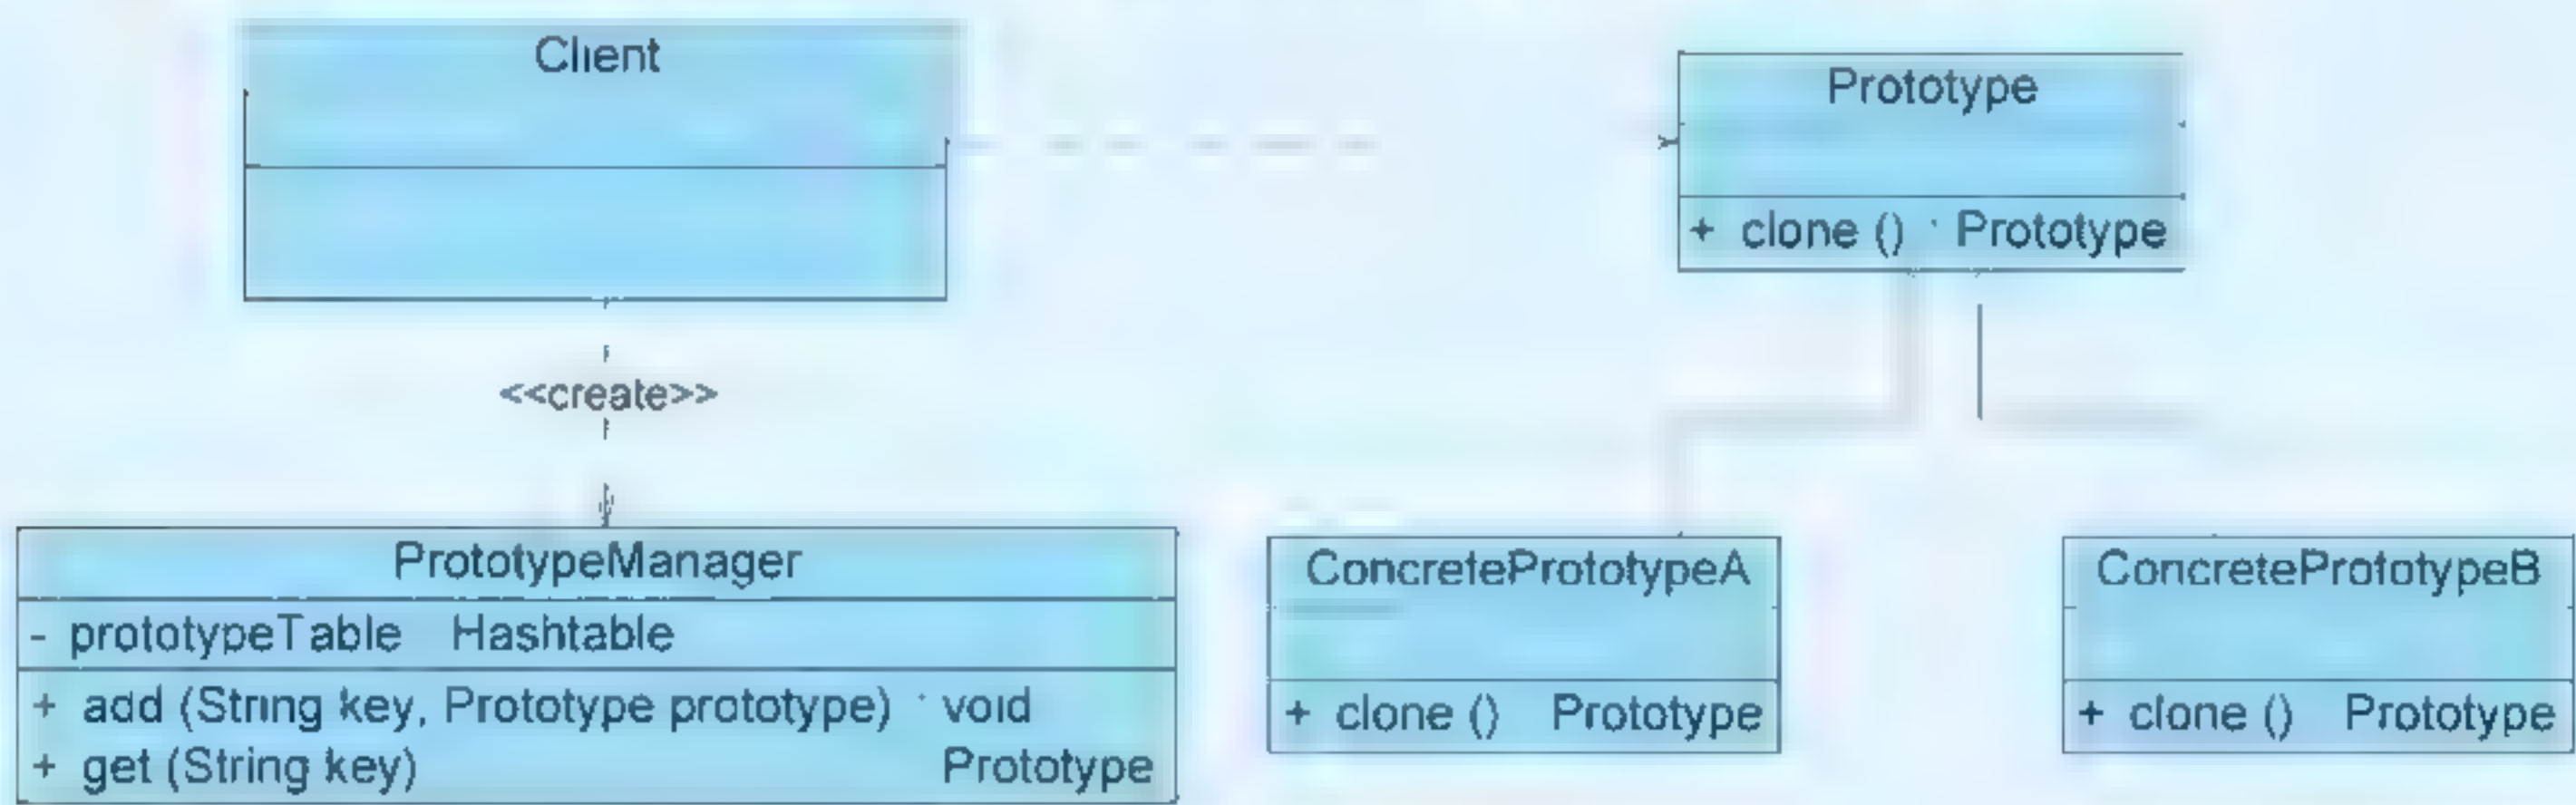 Client
Prototype
+ clone () : Prototype
<<create>>
PrototypeManager
- prototypeTable Hashtable
+ add (String key, Prototype prototype) : void
+ get (String key) Prototype
ConcretePrototypeA
+ clone () Prototype
ConcretePrototypeB
+ clone () Prototype